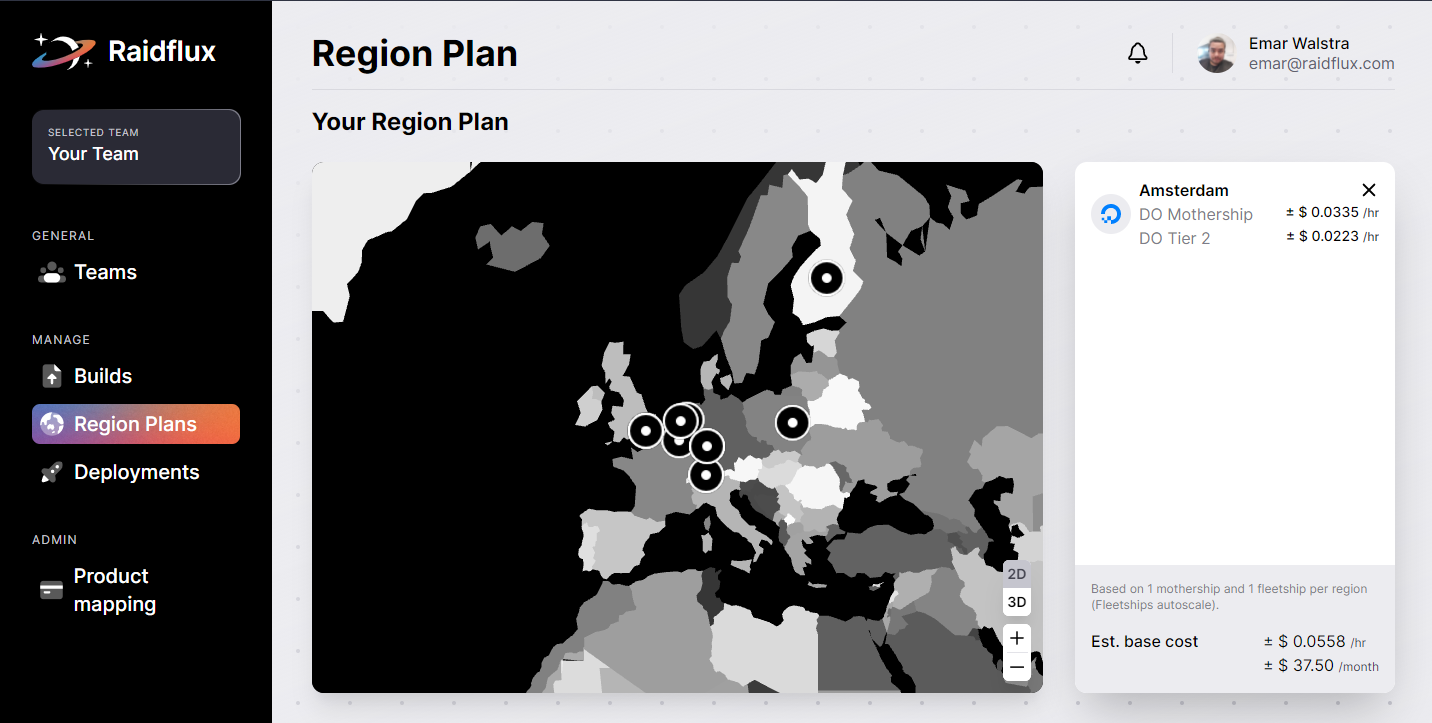 Raidflux
SELECTED TEAM
Your Team
GENERAL
Teams
MANAGE
Builds
Region Plans
Deployments
ADMIN
Product
mapping
Region Plan
Emar Walstra
emar@raidflux.com
Your Region Plan
2D
3D
+
−
Amsterdam
DO Mothership ± $ 0.0335 /hr
DO Tier 2 ± $ 0.0223 /hr
Based on 1 mothership and 1 fleetship per region
(Fleetships autoscale).
Est. base cost ± $ 0.0558 /hr
± $ 37.50 /month